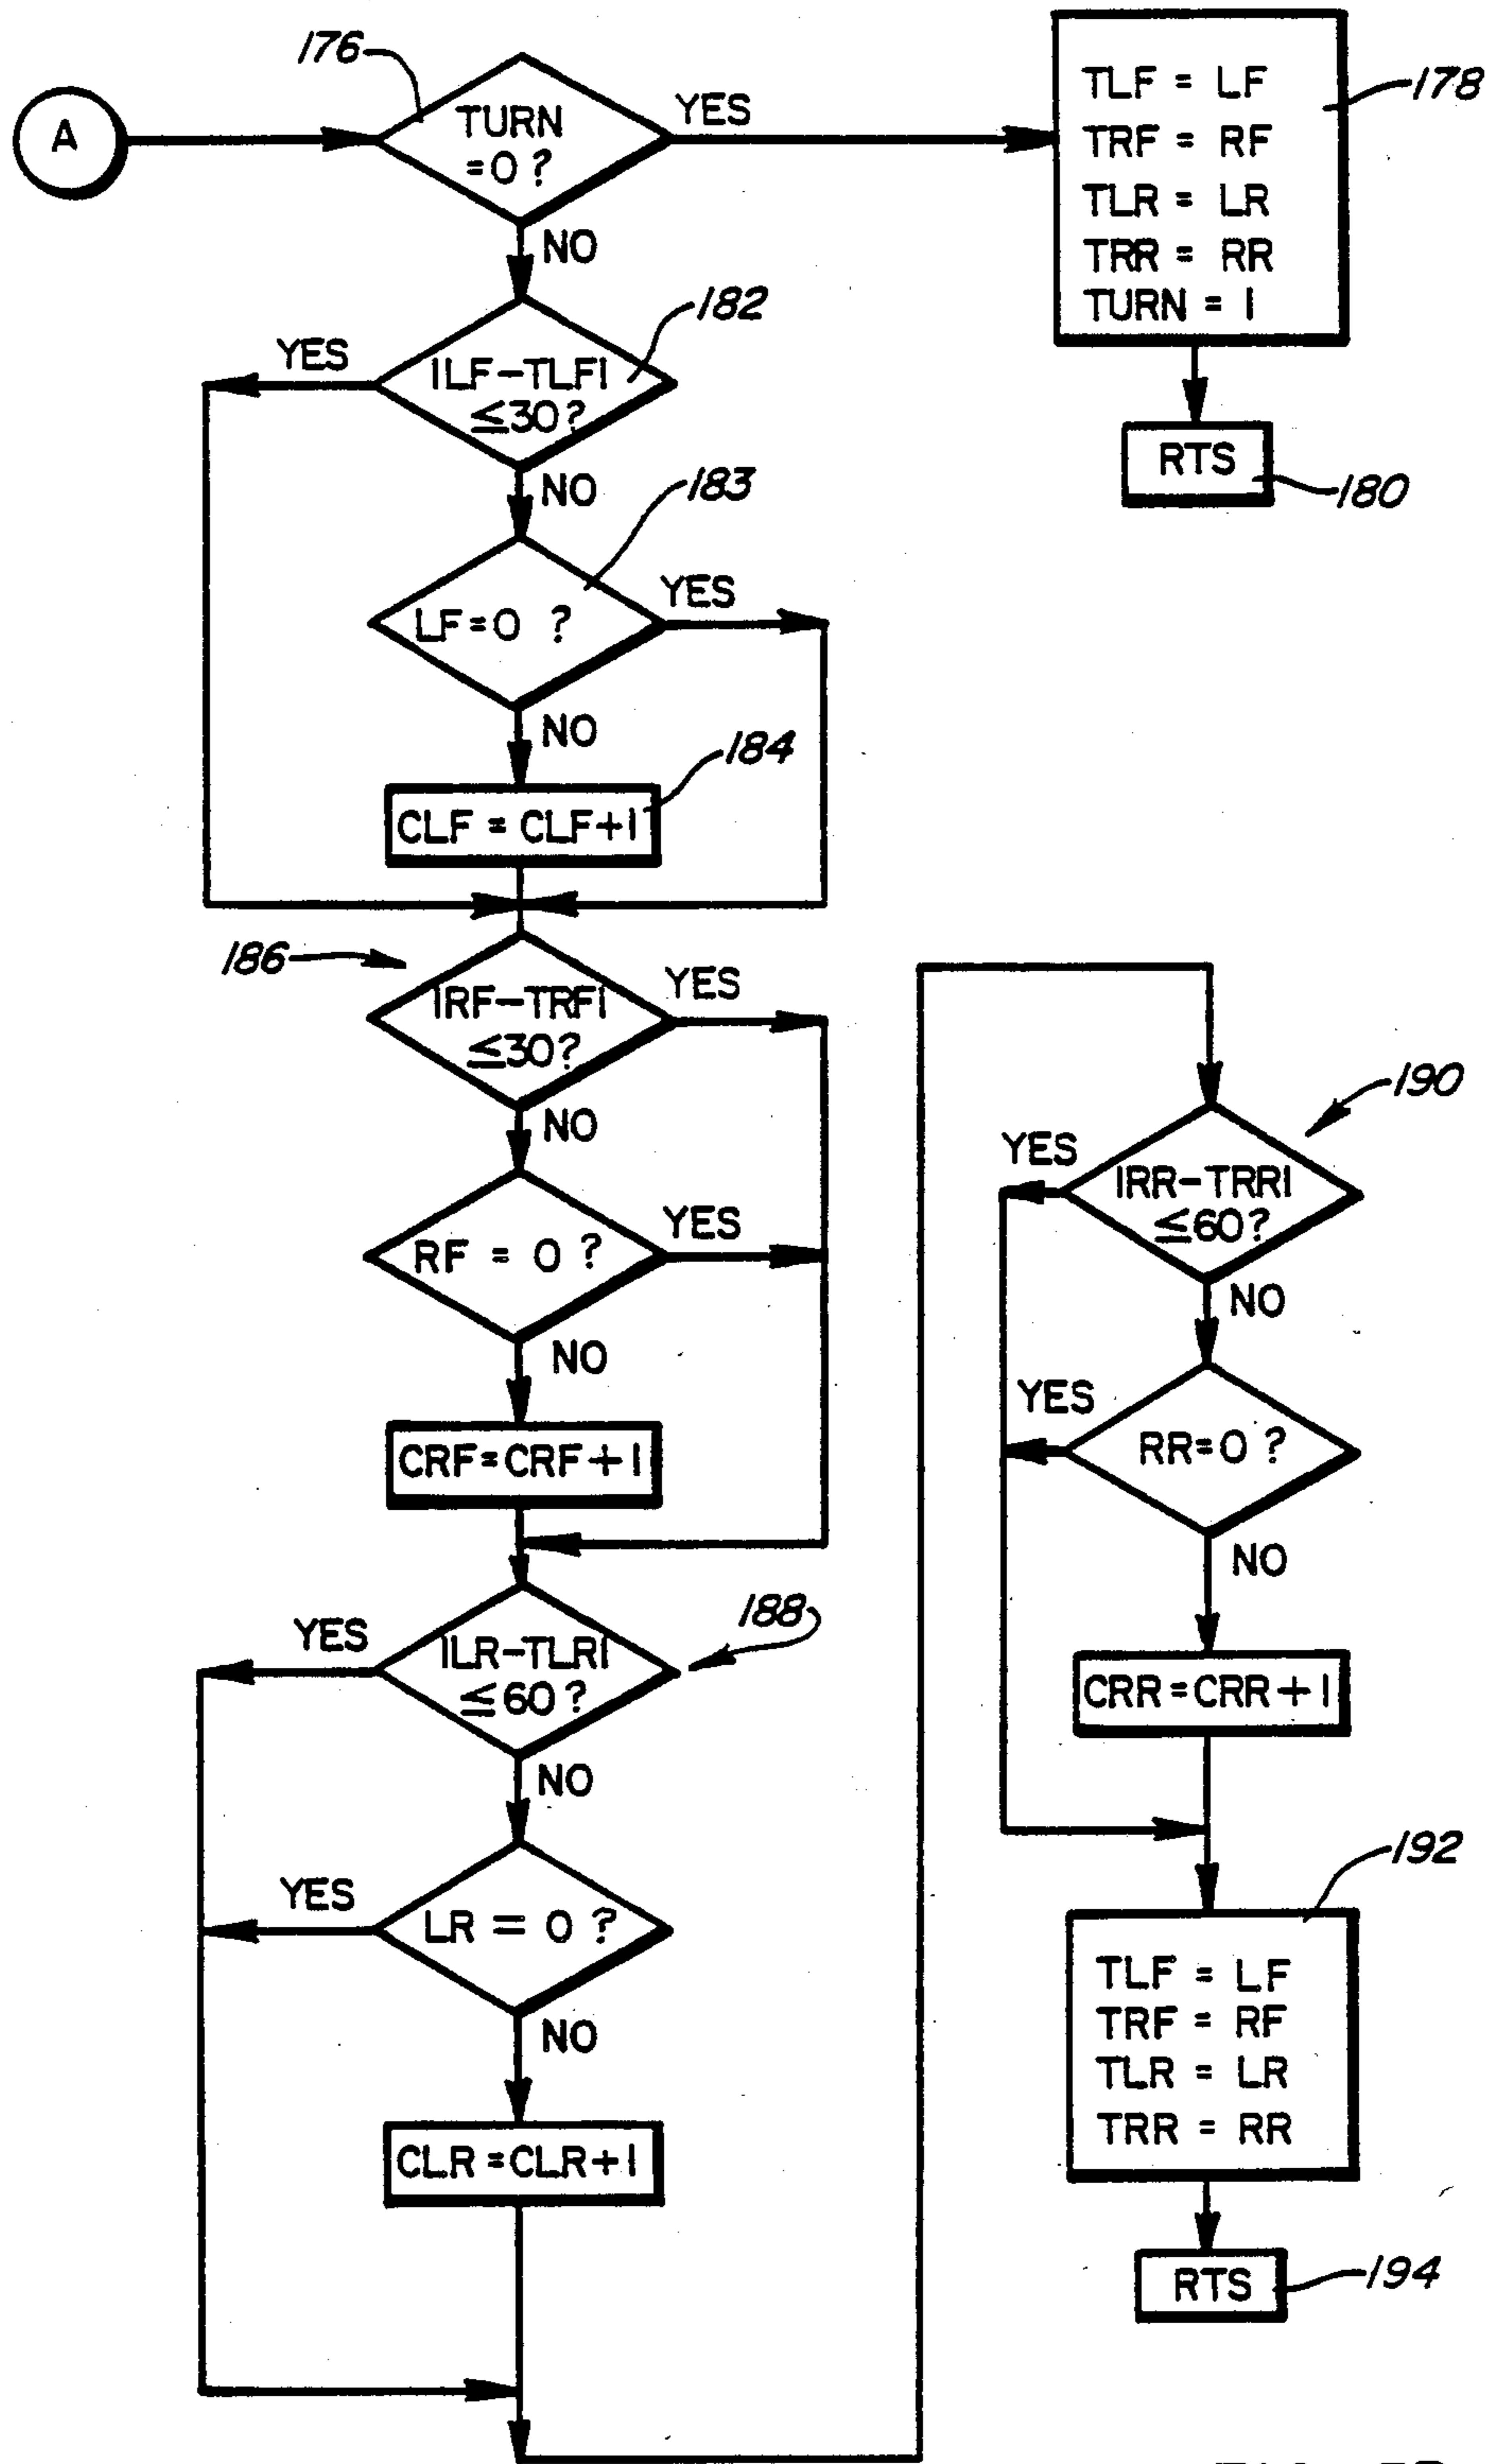 A
176
TURN
=0 ?
YES
NO
TLF = LF
TRF = RF
TLR = LR
TRR = RR
TURN = 1
178
RTS
180
|LF-TLF|
≤30?
182
YES
NO
LF=0 ?
183
YES
NO
CLF = CLF+1
184
186
|RF-TRF|
≤30?
YES
NO
RF = 0 ?
YES
NO
CRF=CRF+1
|LR-TLR|
≤60?
188
YES
NO
LR = 0 ?
YES
NO
CLR=CLR+1
190
|RR-TRR|
≤60?
YES
NO
RR=0 ?
YES
NO
CRR=CRR+1
192
TLF = LF
TRF = RF
TLR = LR
TRR = RR
RTS
194